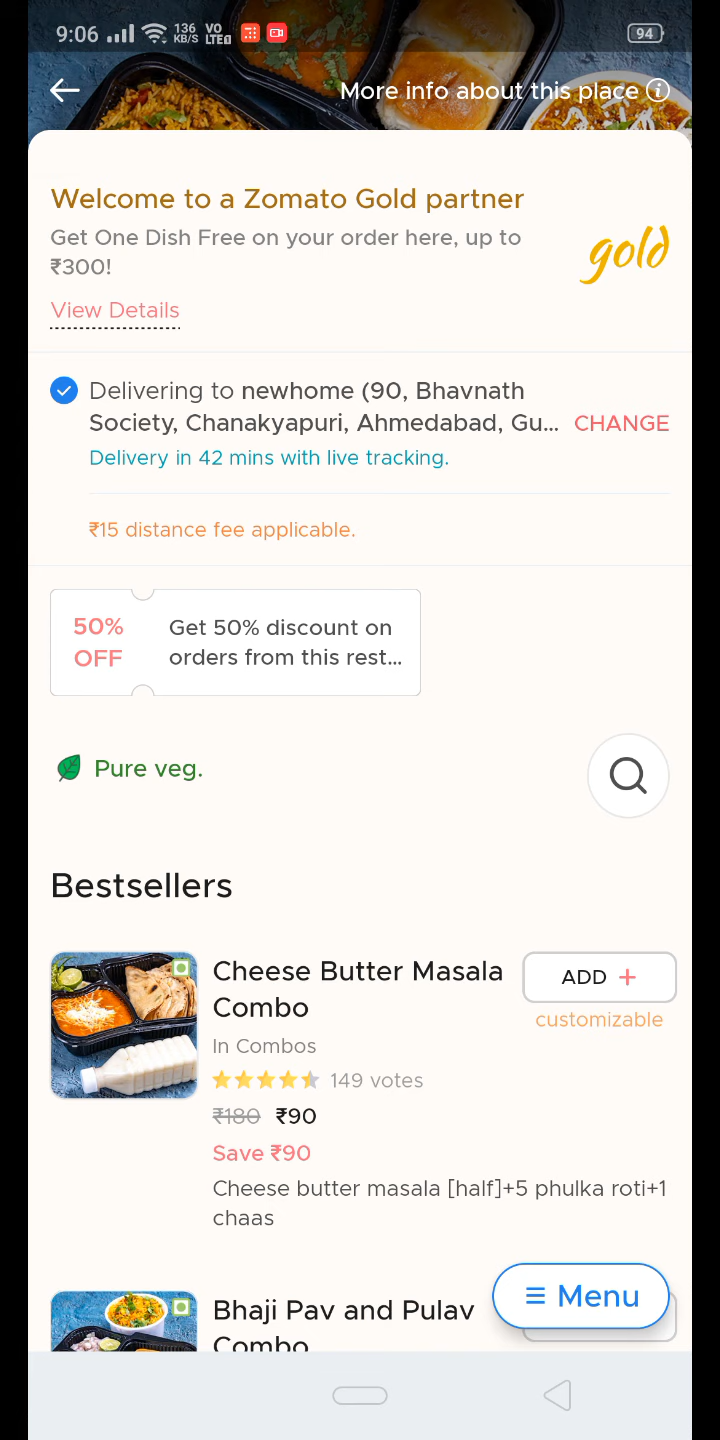 9:06 136 KB/S VO LTE 94
More info about this place
Welcome to a Zomato Gold partner
Get One Dish Free on your order here, up to
₹300!
gold
View Details
Delivering to newhome (90, Bhavnath
Society, Chanakyapuri, Ahmedabad, Gu... CHANGE
Delivery in 42 mins with live tracking.
₹15 distance fee applicable.
50%
OFF
Get 50% discount on
orders from this rest...
Pure veg.
Bestsellers
Cheese Butter Masala
Combo
ADD +
customizable
In Combos
149 votes
₹180 ₹90
Save ₹90
Cheese butter masala [half]+5 phulka roti+1
chaas
Bhaji Pav and Pulav
Combo
Menu